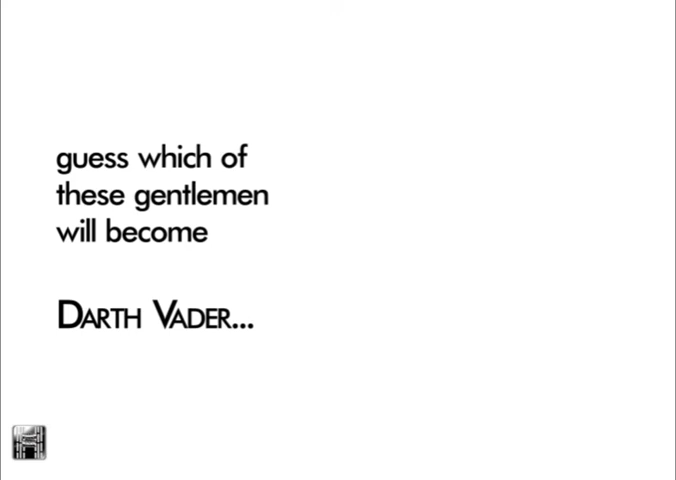 guess which of
these gentlemen
will become
DARTH VADER...